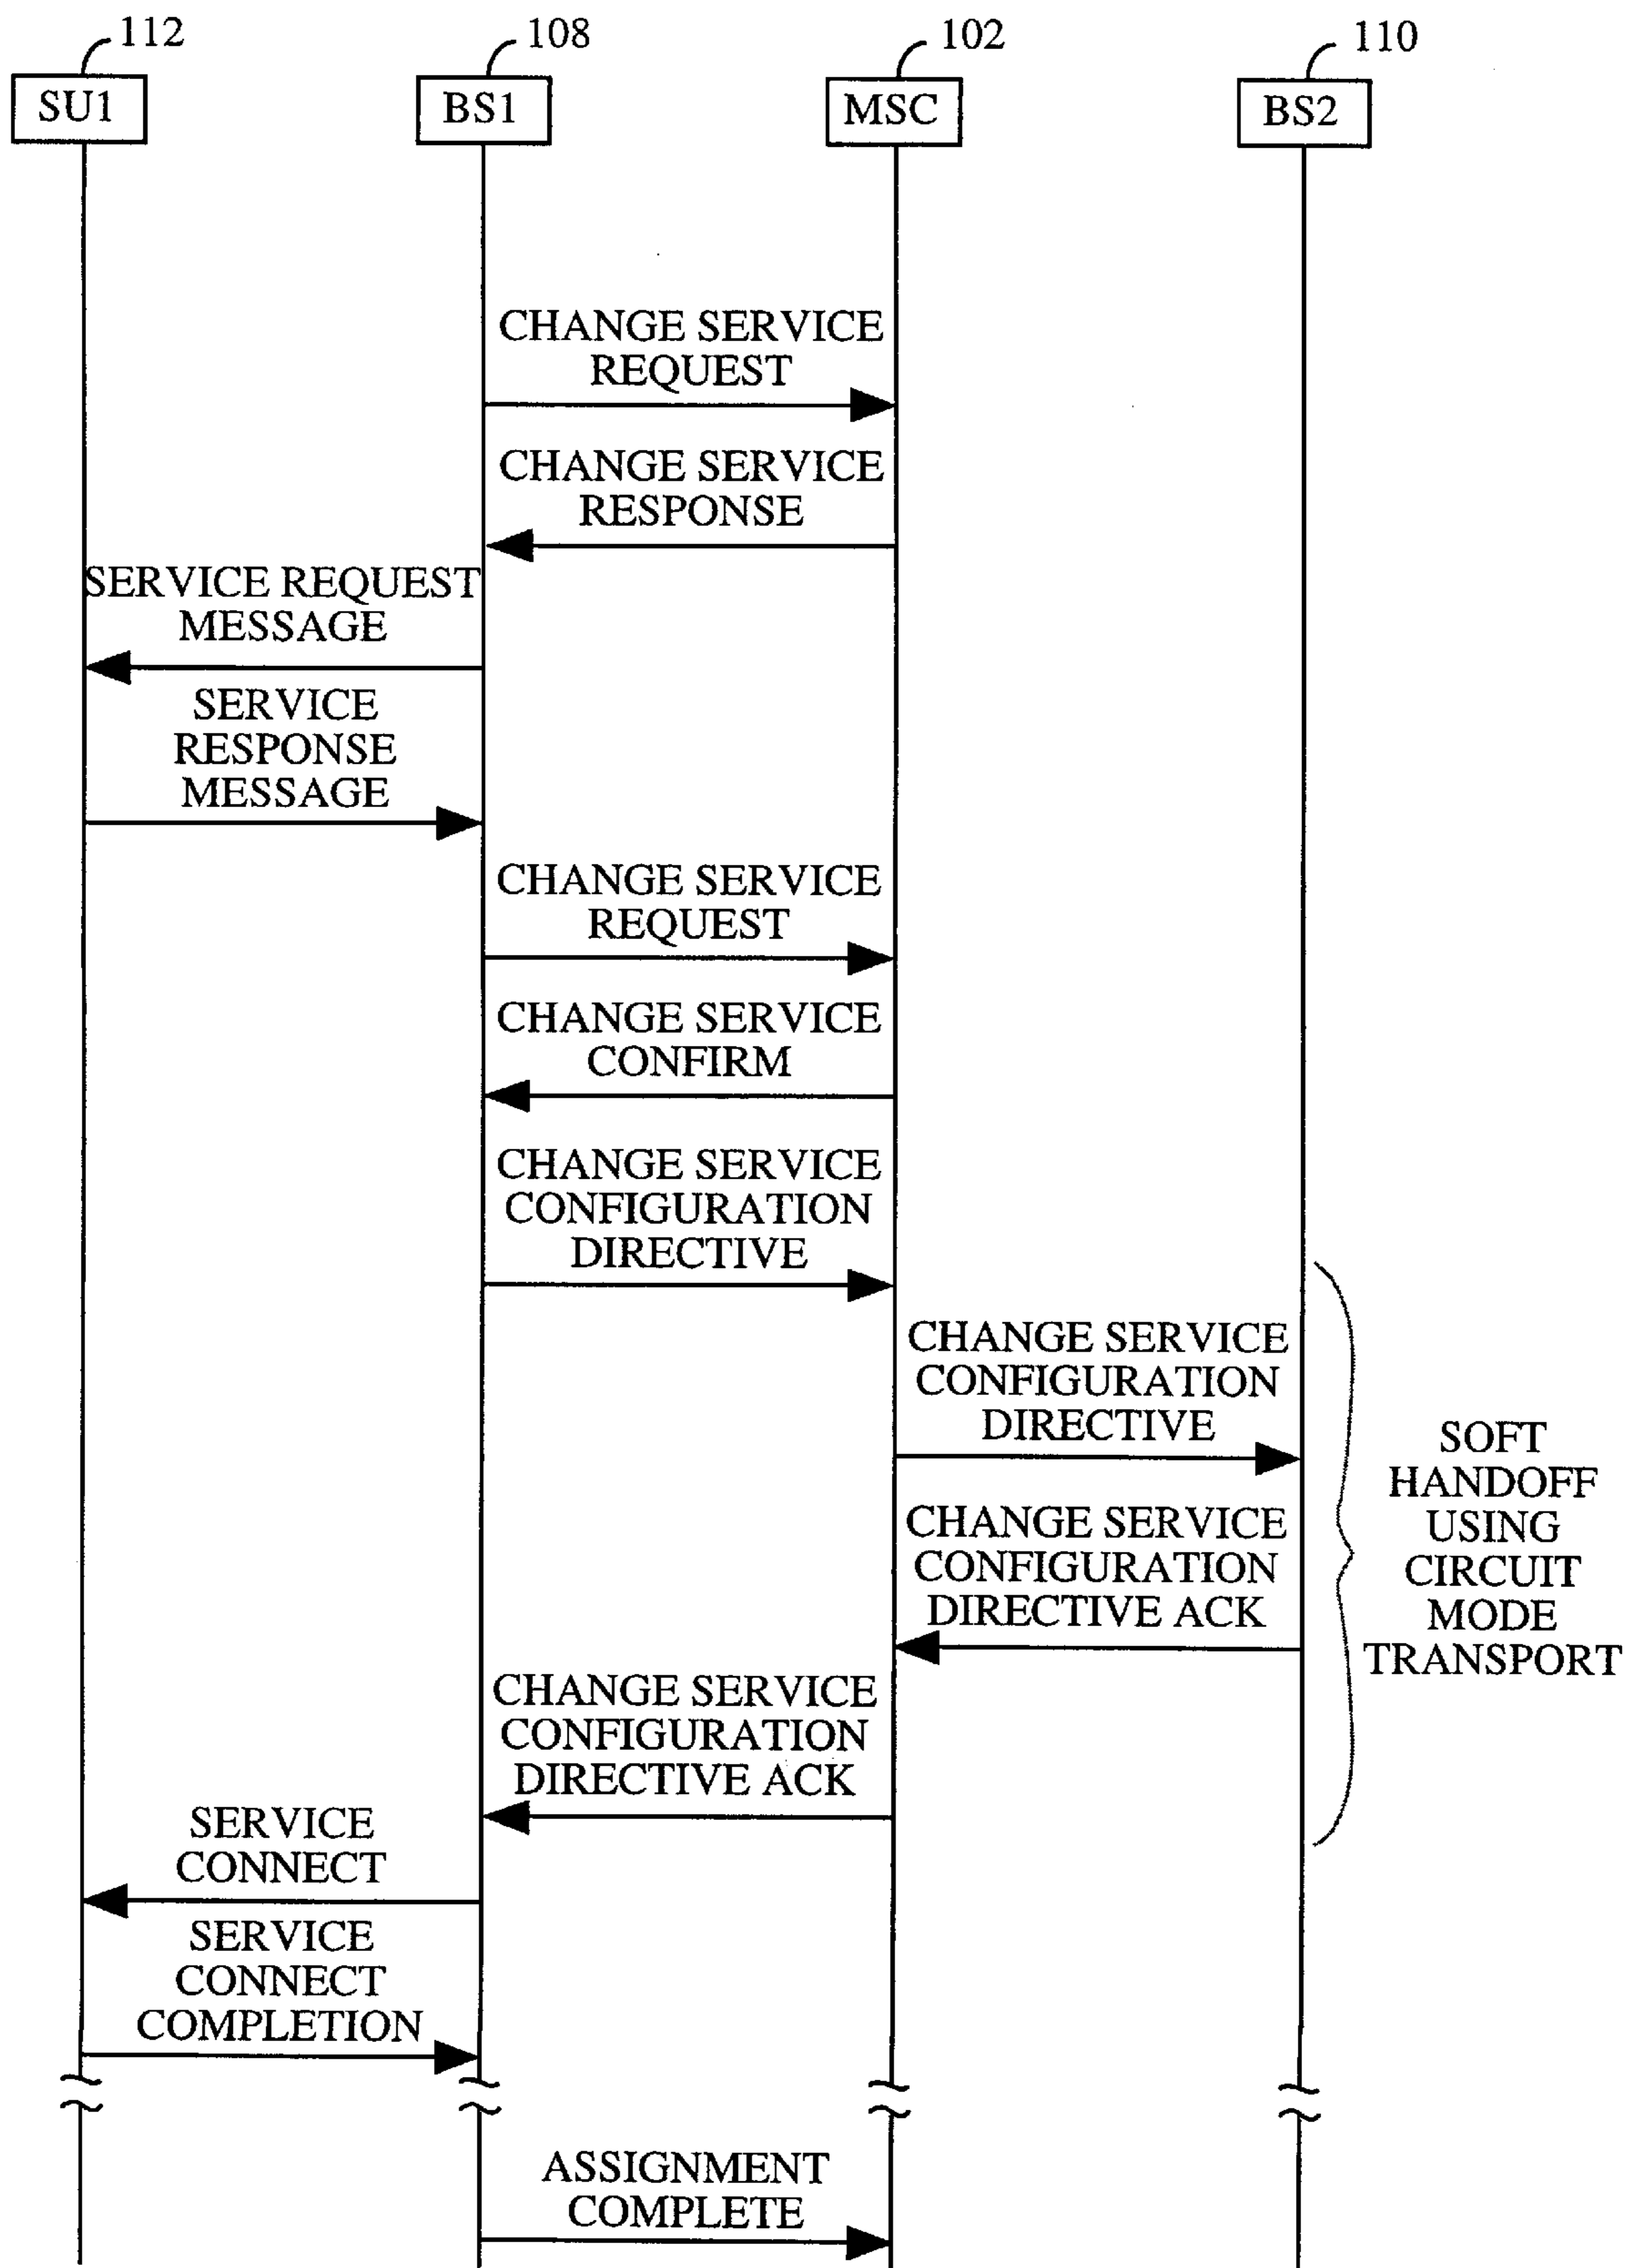 112
108
102
110
SU1
BS1
MSC
BS2
CHANGE SERVICE
REQUEST
CHANGE SERVICE
RESPONSE
SERVICE REQUEST
MESSAGE
SERVICE
RESPONSE
MESSAGE
CHANGE SERVICE
REQUEST
CHANGE SERVICE
CONFIRM
CHANGE SERVICE
CONFIGURATION
DIRECTIVE
CHANGE SERVICE
CONFIGURATION
DIRECTIVE
SOFT
HANDOFF
USING
CIRCUIT
MODE
TRANSPORT
CHANGE SERVICE
CONFIGURATION
DIRECTIVE ACK
CHANGE SERVICE
CONFIGURATION
DIRECTIVE ACK
SERVICE
CONNECT
SERVICE
CONNECT
COMPLETION
ASSIGNMENT
COMPLETE